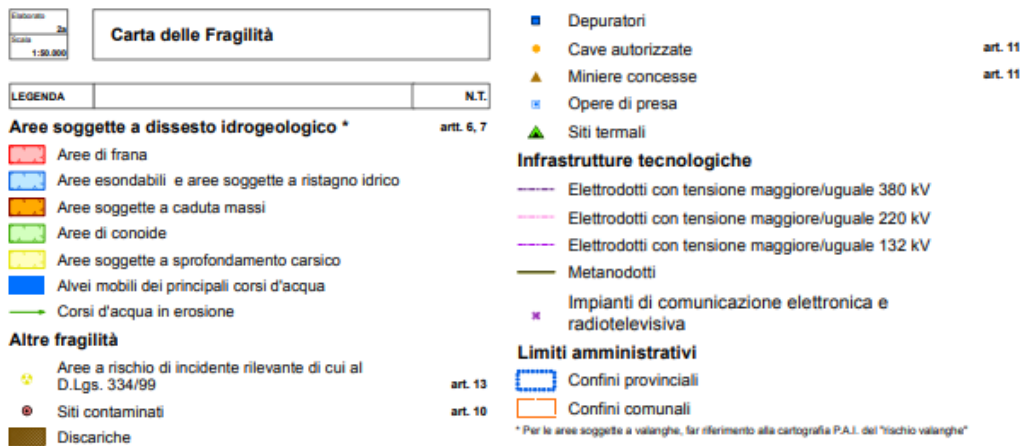 Elaborato
2a
Scala
1:50.000
Carta delle Fragilità
LEGENDA N.T.
Aree soggette a dissesto idrogeologico * artt. 6, 7
Aree di frana
Aree esondabili e aree soggette a ristagno idrico
Aree soggette a caduta massi
Aree di conoide
Aree soggette a sprofondamento carsico
Alvei mobili dei principali corsi d'acqua
Corsi d'acqua in erosione
Altre fragilità
Aree a rischio di incidente rilevante di cui al
D.Lgs. 334/99 art. 13
Siti contaminati art. 10
Discariche
Depuratori
Cave autorizzate art. 11
Miniere concesse art. 11
Opere di presa
Siti termali
Infrastrutture tecnologiche
Elettrodotti con tensione maggiore/uguale 380 kV
Elettrodotti con tensione maggiore/uguale 220 kV
Elettrodotti con tensione maggiore/uguale 132 kV
Metanodotti
Impianti di comunicazione elettronica e
radiotelevisiva
Limiti amministrativi
Confini provinciali
Confini comunali
* Per le aree soggette a valanghe, far riferimento alla cartografia P.A.I. del "rischio valanghe"